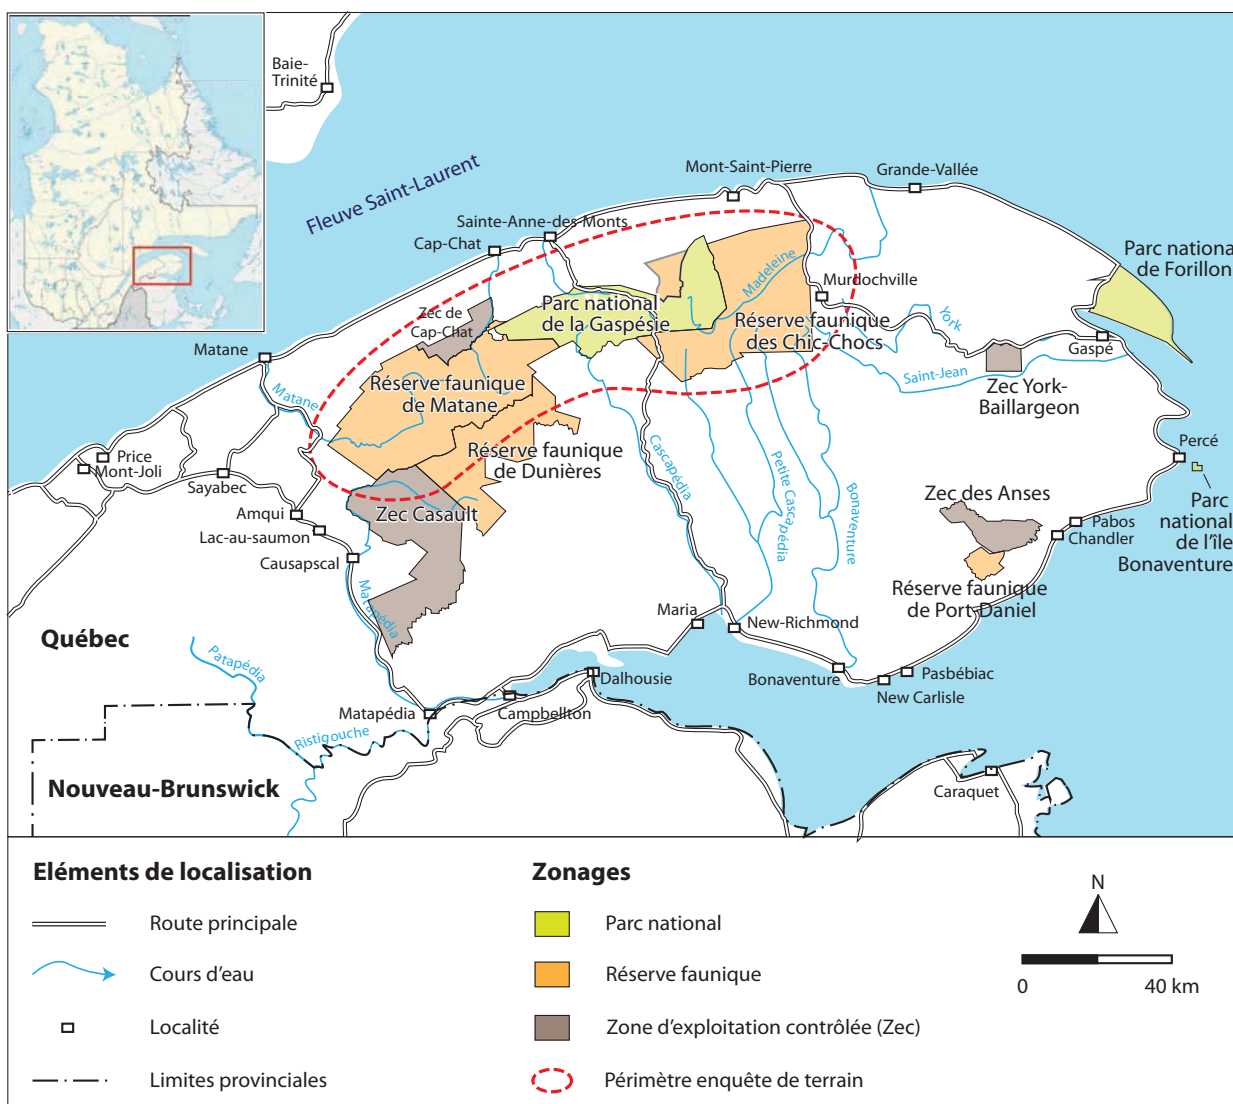 Baie-
Trinité
Fleuve Saint-Laurent
Mont-Saint-Pierre
Grande-Vallée
Sainte-Anne-des-Monts
Cap-Chat
Parc national
de Forillon
Madeleine
Murdochville
Zec de
Cap-Chat
Parc national
de la Gaspésie
Réserve faunique
des Chic-Chocs
York
Gaspé
Matane
Saint-Jean
Zec York-
Baillargeon
Matane
Réserve faunique
de Matane
Réserve faunique
de Dunières
Percé
Price
Mont-Joli
Sayabec
Cascapédia
Petite Cascapédia
Bonaventure
Zec des Anses
Parc
national
de l'île
Bonaventure
Amqui
Zec Casault
Lac-au-saumon
Pabos
Chandler
Causapscal
Matapédia
Réserve faunique
de Port-Daniel
Maria
New-Richmond
Québec
Patapédia
Dalhousie
Bonaventure
Pasbébiac
New Carlisle
Matapédia
Campbellton
Ristigouche
Nouveau-Brunswick
Caraquet
Eléments de localisation
Route principale
Cours d'eau
Localité
Limites provinciales
Zonages
Parc national
Réserve faunique
Zone d'exploitation contrôlée (Zec)
Périmètre enquête de terrain
N
0 40 km